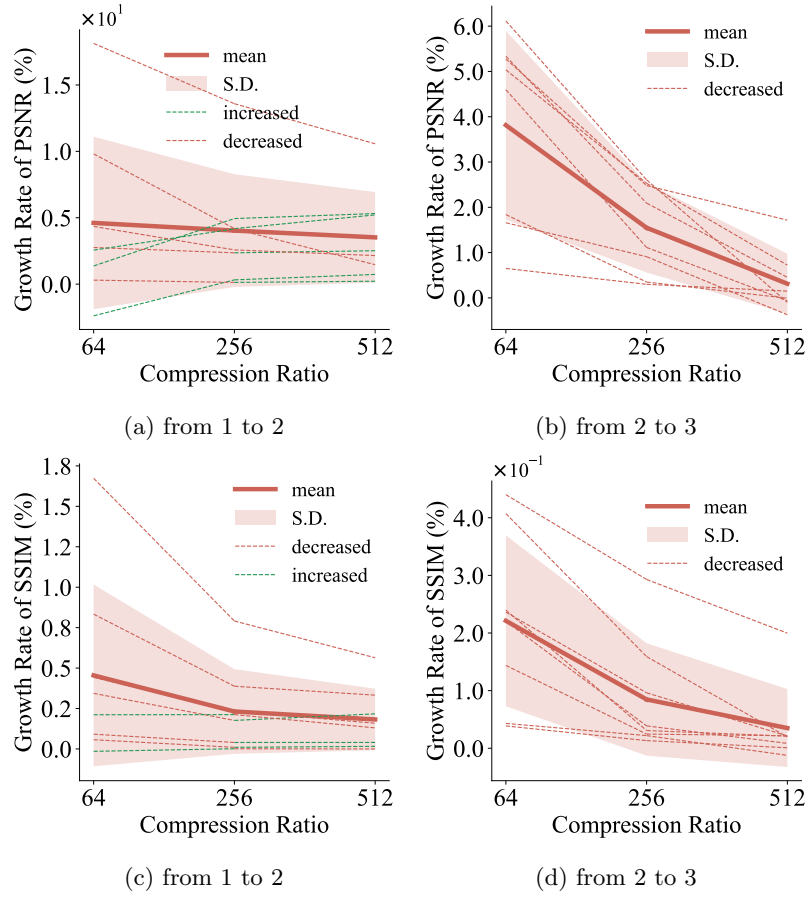 ×10¹
Growth Rate of PSNR (%)
1.5
1.0
0.5
0.0
mean
S.D.
increased
decreased
64
256
512
Compression Ratio
(a) from 1 to 2
Growth Rate of PSNR (%)
6.0
5.0
4.0
3.0
2.0
1.0
0.0
mean
S.D.
decreased
64
256
512
Compression Ratio
(b) from 2 to 3
Growth Rate of SSIM (%)
1.8
1.5
1.2
1.0
0.8
0.5
0.2
0.0
mean
S.D.
decreased
increased
64
256
512
Compression Ratio
(c) from 1 to 2
×10⁻¹
Growth Rate of SSIM (%)
4.0
3.0
2.0
1.0
0.0
mean
S.D.
decreased
64
256
512
Compression Ratio
(d) from 2 to 3